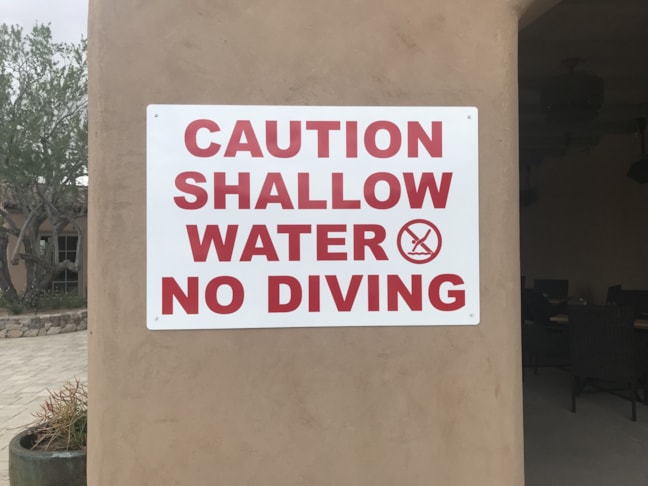 CAUTION
SHALLOW
WATER
NO DIVING